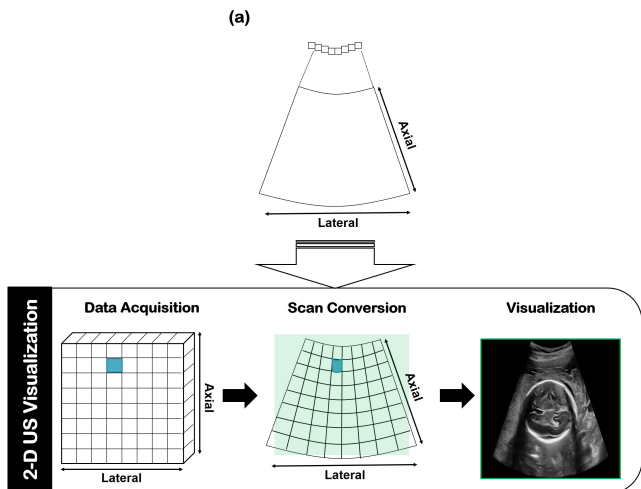 (a)
Axial
Lateral
2-D US Visualization
Data Acquisition
Scan Conversion
Visualization
Axial
Lateral
Axial
Lateral